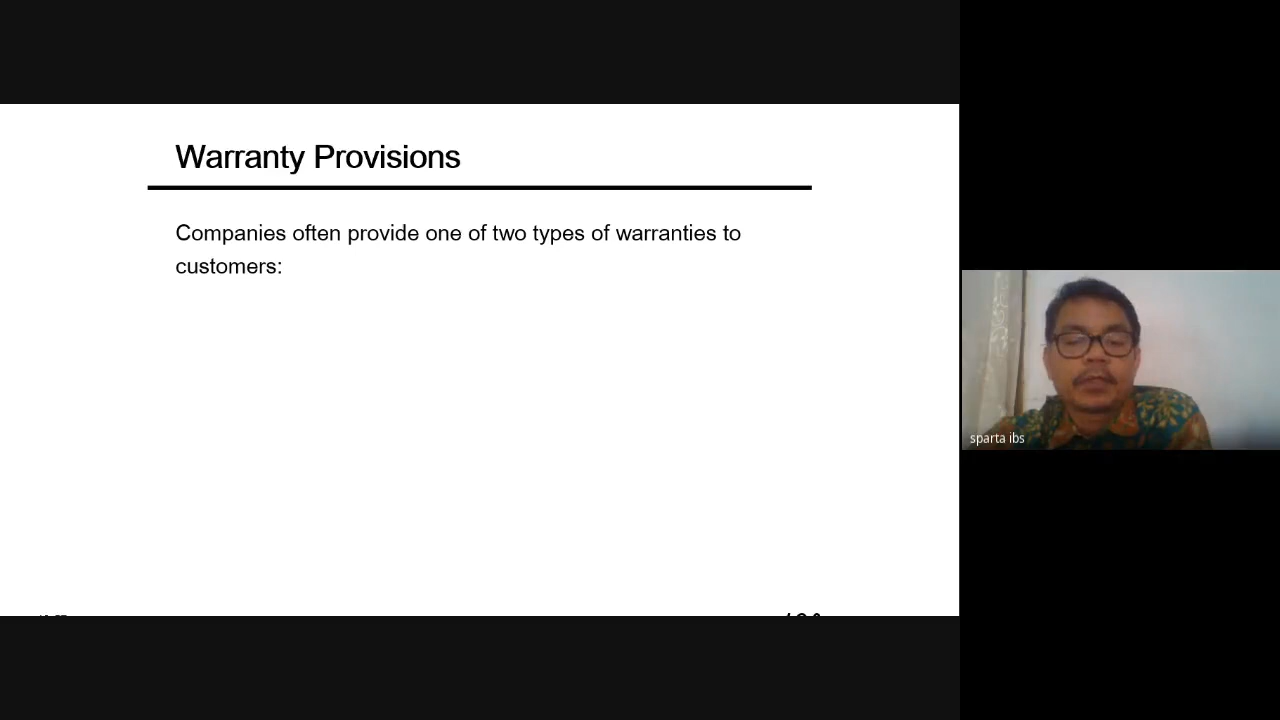 Warranty Provisions
Companies often provide one of two types of warranties to
customers:
sparta ibs